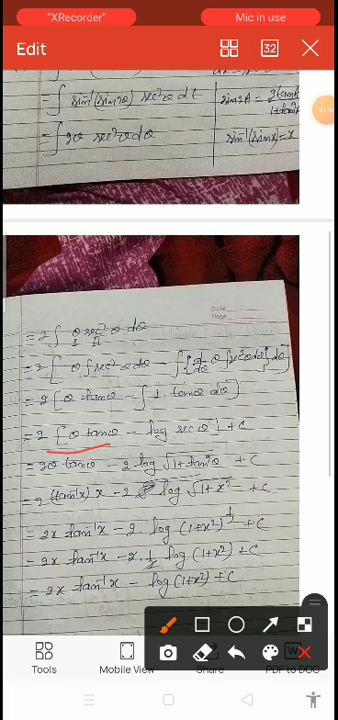 "XRecorder"
Mic in use
Edit
32
= ∫ sin⁻¹(sin2θ) sec²θ dt
sin2A = 2tanA / 1+tan²A
= ∫ 2θ sec²θ dθ
sin⁻¹(sinx) = x
Date
Page
= 2 ∫ θ sec²θ dθ
I II
= 2 [ θ ∫ sec²θ dθ - ∫ { d/dθ θ ∫ sec²θ dθ } dθ ]
= 2 [ θ tanθ - ∫ 1. tanθ dθ ]
= 2 [ θ tanθ - log secθ ] + C
= 2θ tanθ - 2 log √1+tan²θ + C
= 2 (tan⁻¹x) x - 2 log √1+x² + C
= 2x tan⁻¹x - 2 log (1+x²)^1/2 + C
= 2x tan⁻¹x - 2. 1/2 log (1+x²) + C
= 2x tan⁻¹x - log (1+x²) + C
Tools
Mobile View
Share
PDF to DOC
W